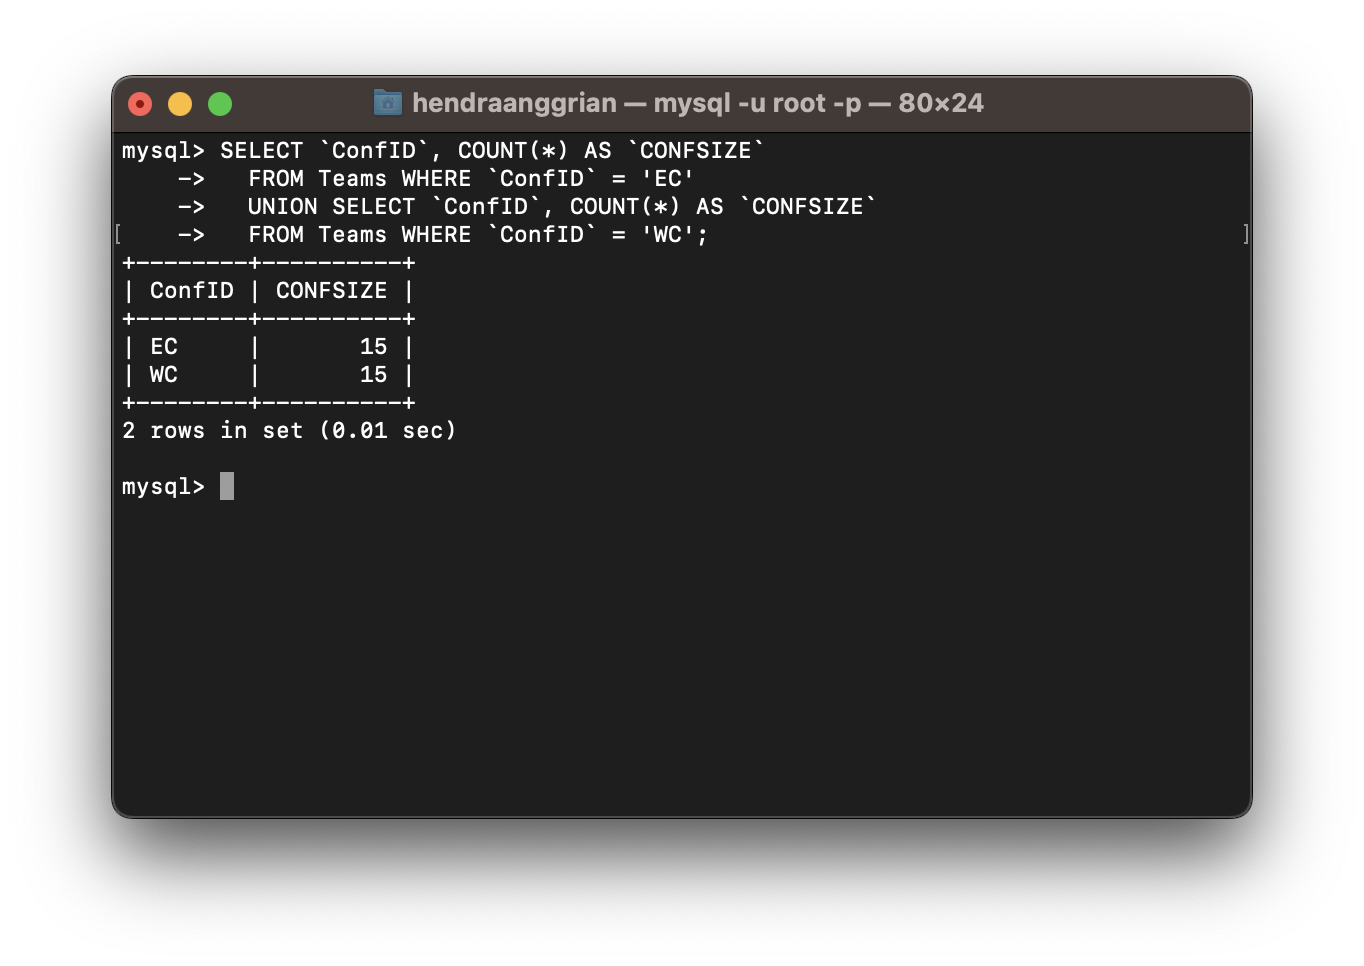 hendraanggrian — mysql -u root -p — 80×24
mysql> SELECT `ConfID`, COUNT(*) AS `CONFSIZE`
    ->   FROM Teams WHERE `ConfID` = 'EC'
    ->   UNION SELECT `ConfID`, COUNT(*) AS `CONFSIZE`
[    ->   FROM Teams WHERE `ConfID` = 'WC'; ]
+--------+----------+
| ConfID | CONFSIZE |
+--------+----------+
| EC     |       15 |
| WC     |       15 |
+--------+----------+
2 rows in set (0.01 sec)
mysql>